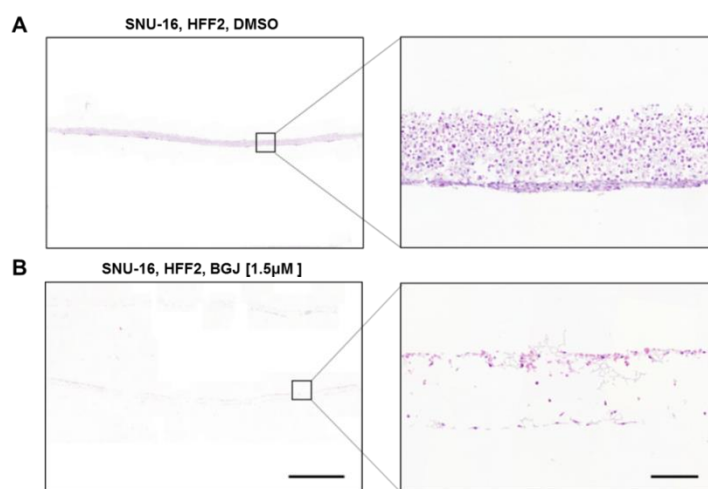 A
SNU-16, HFF2, DMSO
B
SNU-16, HFF2, BGJ [1.5µM ]